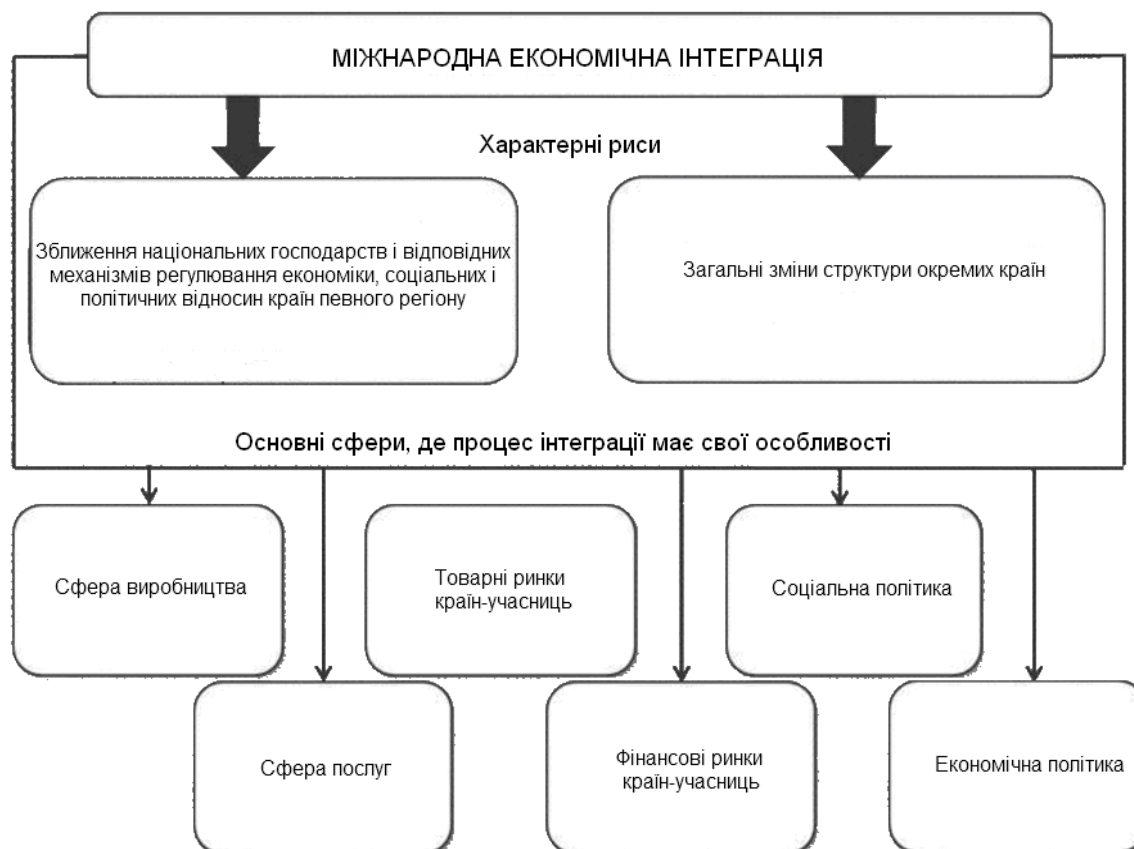 МІЖНАРОДНА ЕКОНОМІЧНА ІНТЕГРАЦІЯ
Характерні риси
Зближення національних господарств і відповідних
механізмів регулювання економіки, соціальних і
політичних відносин країн певного регіону
Загальні зміни структури окремих країн
Основні сфери, де процес інтеграції має свої особливості
Сфера виробництва
Товарні ринки
країн-учасниць
Соціальна політика
Сфера послуг
Фінансові ринки
країн-учасниць
Економічна політика